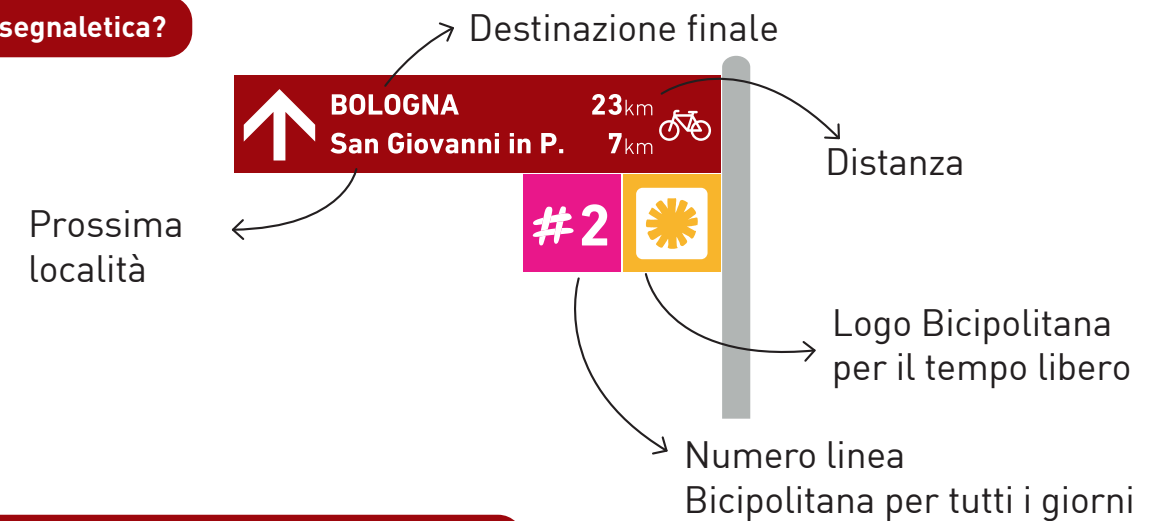 segnaletica?
Destinazione finale
BOLOGNA 23km
San Giovanni in P. 7km
Distanza
Prossima
località
#2
Logo Bicipolitana
per il tempo libero
Numero linea
Bicipolitana per tutti i giorni